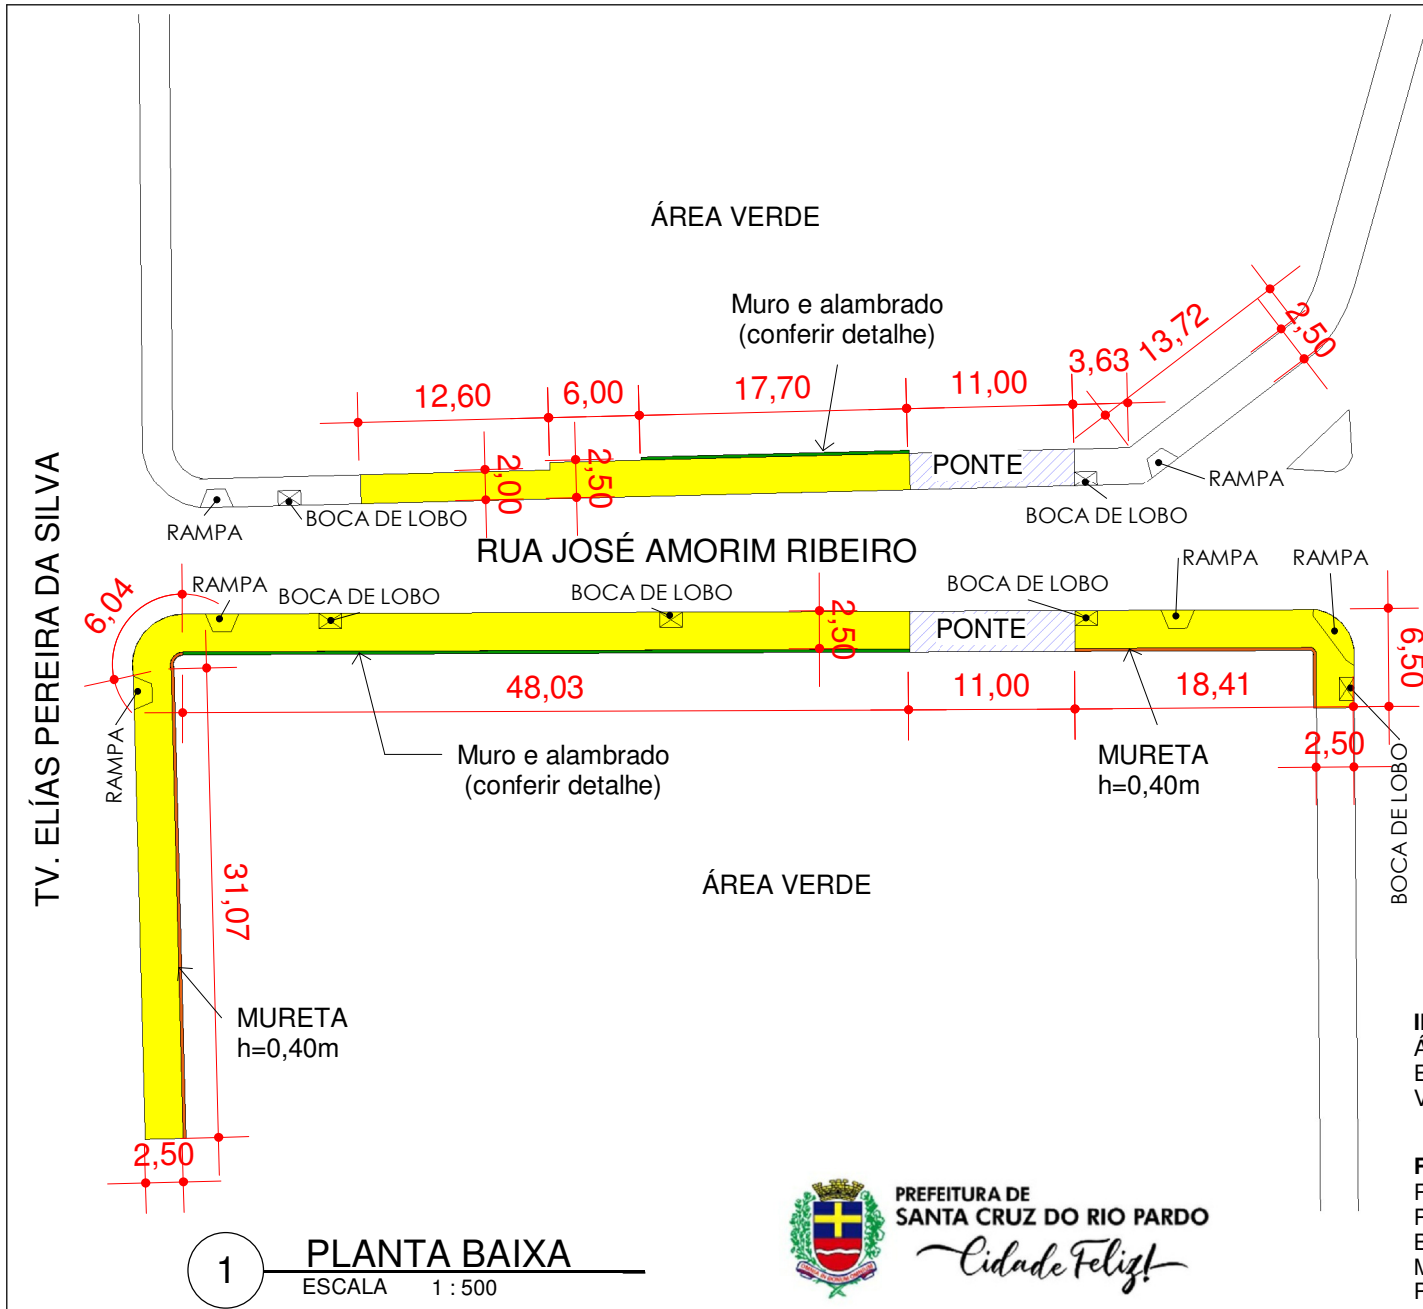 ÁREA VERDE
Muro e alambrado
(conferir detalhe)
12,60
6,00
17,70
11,00
3,63
13,72
2,50
2,00
2,50
PONTE
RAMPA
BOCA DE LOBO
BOCA DE LOBO
RAMPA
TV. ELÍAS PEREIRA DA SILVA
RUA JOSÉ AMORIM RIBEIRO
6,04
RAMPA
BOCA DE LOBO
BOCA DE LOBO
2,50
BOCA DE LOBO
RAMPA
RAMPA
PONTE
6,50
48,03
11,00
18,41
2,50
RAMPA
Muro e alambrado
(conferir detalhe)
MURETA
h=0,40m
BOCA DE LOBO
31,07
ÁREA VERDE
MURETA
h=0,40m
2,50
1
PLANTA BAIXA
ESCALA 1 : 500
PREFEITURA DE
SANTA CRUZ DO RIO PARDO
Cidade Feliz!